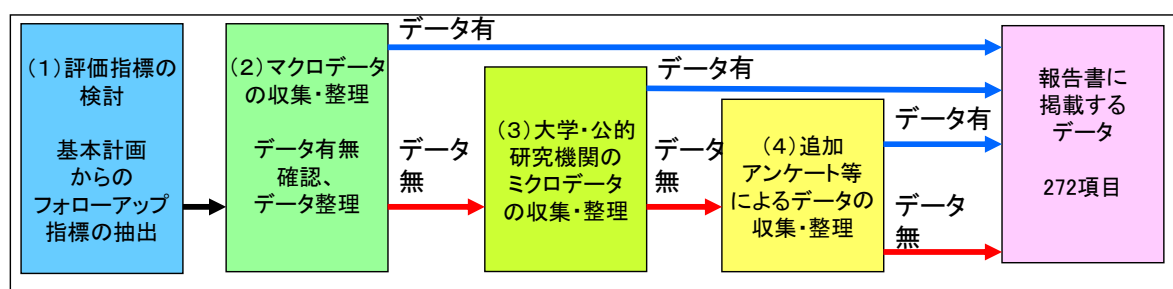 (1)評価指標の
検討
基本計画
からの
フォローアップ
指標の抽出
(2)マクロデータ
の収集・整理
データ有無
確認、
データ整理
データ有
データ
無
(3)大学・公的
研究機関の
ミクロデータ
の収集・整理
データ有
データ
無
(4)追加
アンケート等
によるデータの
収集・整理
データ有
データ
無
報告書に
掲載する
データ
272項目